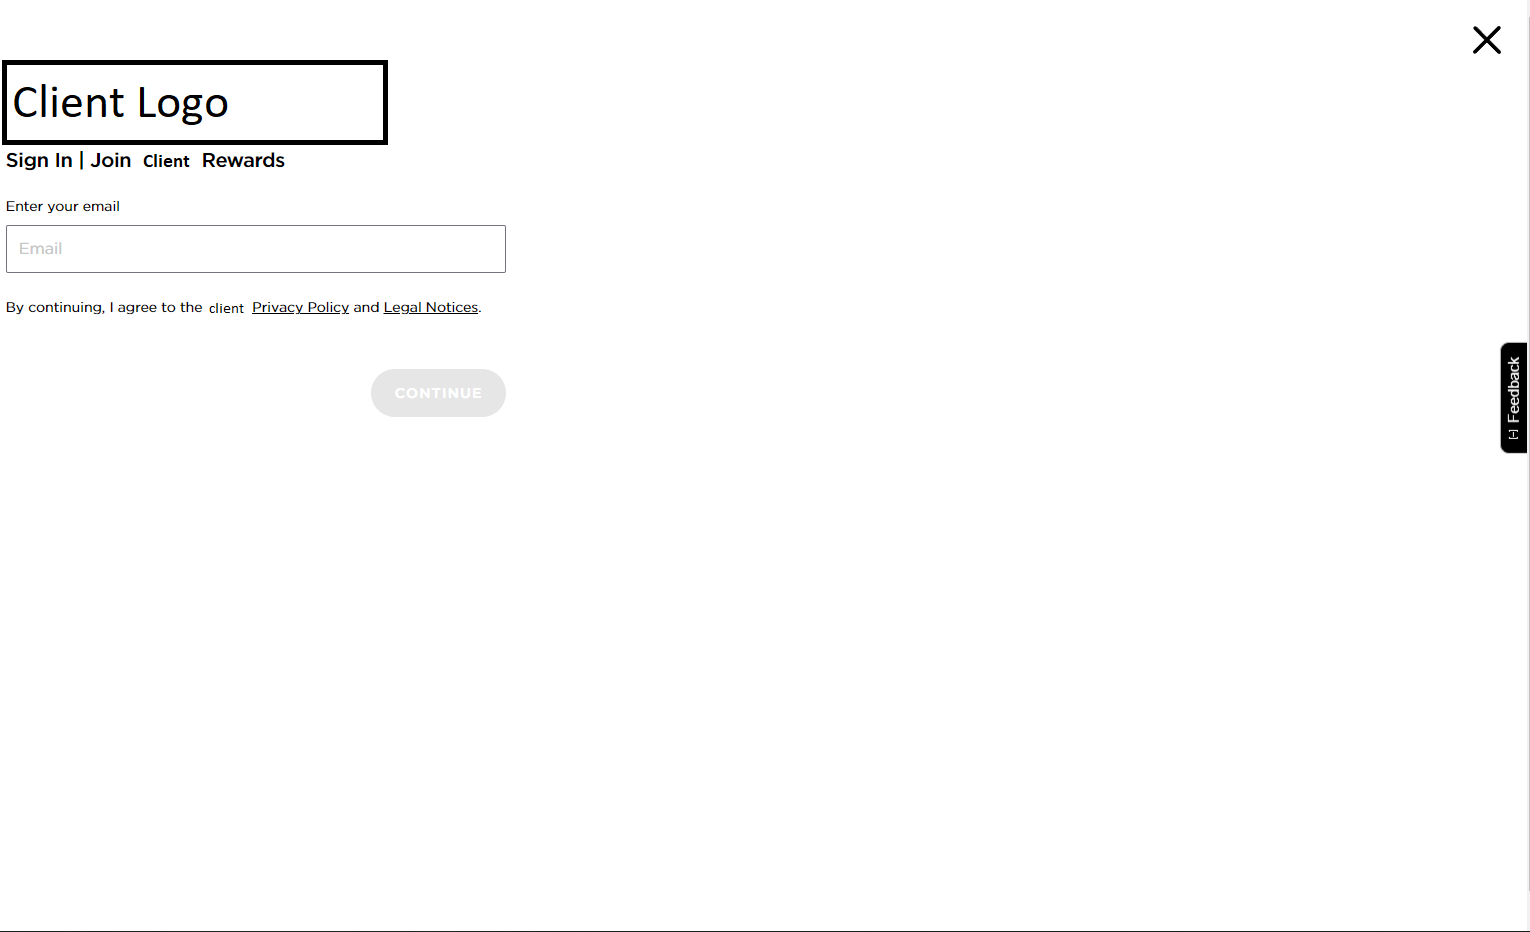 Client Logo
Sign In | Join Client Rewards
Enter your email
Email
By continuing, I agree to the client Privacy Policy and Legal Notices.
CONTINUE
[-] Feedback